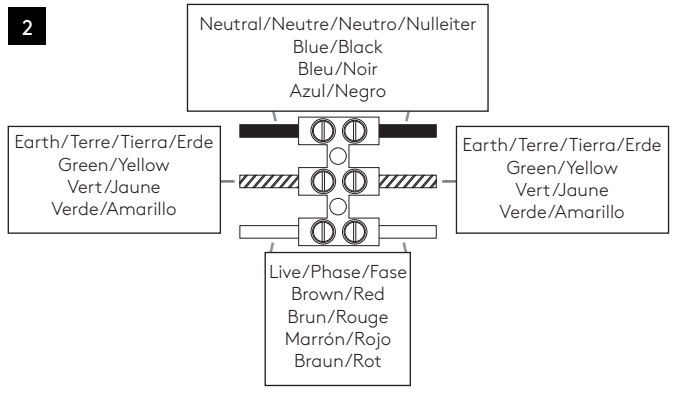 2
Neutral/Neutre/Neutro/Nulleiter
Blue/Black
Bleu/Noir
Azul/Negro
Earth/Terre/Tierra/Erde
Green/Yellow
Vert/Jaune
Verde/Amarillo
Earth/Terre/Tierra/Erde
Green/Yellow
Vert/Jaune
Verde/Amarillo
Live/Phase/Fase
Brown/Red
Brun/Rouge
Marrón/Rojo
Braun/Rot